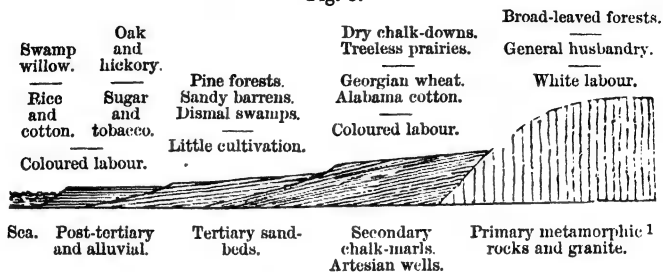 Fig. 3.
Swamp
willow.
Rice
and
cotton.
Oak
and
hickory.
Sugar
and
tobacco.
Coloured labour.
Pine forests.
Sandy barrens.
Dismal swamps.
Little cultivation.
Dry chalk-downs.
Treeless prairies.
Georgian wheat.
Alabama cotton.
Coloured labour.
Broad-leaved forests.
General husbandry.
White labour.
Sea.
Post-tertiary
and alluvial.
Tertiary sand-
beds.
Secondary
chalk-marls.
Artesian wells.
Primary metamorphic 1
rocks and granite.